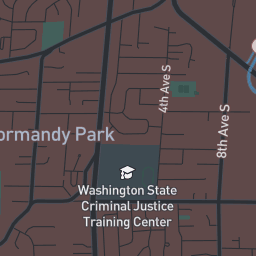 4th Ave S
8th Ave S
ormandy Park
Washington State
Criminal Justice
Training Center